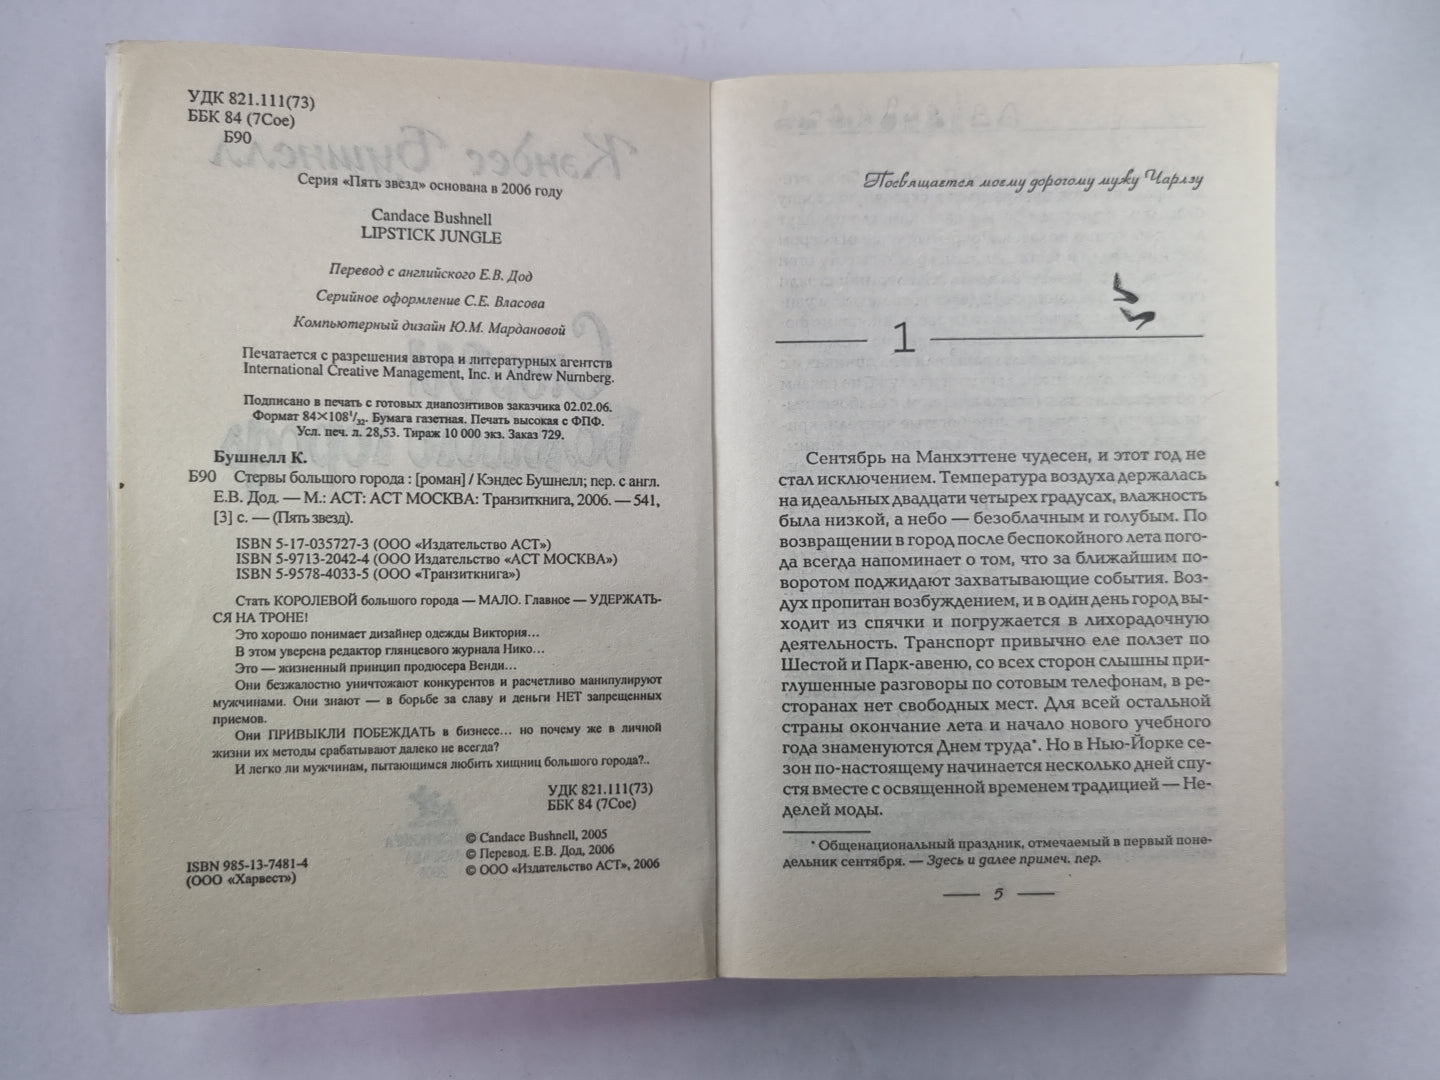 УДК 821.111(73)
ББК 84 (7Сое)
Б90
Серия «Пять звезд» основана в 2006 году
Candace Bushnell
LIPSTICK JUNGLE
Перевод с английского Е.В. Дод
Серийное оформление С.Е. Власова
Компьютерный дизайн Ю.М. Мардановой
Печатается с разрешения автора и литературных агентств
International Creative Management, Inc. и Andrew Nurnberg.
Подписано в печать с готовых диапозитивов заказчика 02.02.06.
Формат 84×108¹/₃₂. Бумага газетная. Печать высокая с ФПФ.
Усл. печ. л. 28,53. Тираж 10 000 экз. Заказ 729.
Бушнелл К.
Б90 Стервы большого города : [роман] / Кэндес Бушнелл; пер. с англ.
Е.В. Дод. — М.: АСТ: АСТ МОСКВА: Транзиткнига, 2006. — 541,
[3] с. — (Пять звезд).
ISBN 5-17-035727-3 (ООО «Издательство АСТ»)
ISBN 5-9713-2042-4 (ООО Издательство «АСТ МОСКВА»)
ISBN 5-9578-4033-5 (ООО «Транзиткнига»)
Стать КОРОЛЕВОЙ большого города — МАЛО. Главное — УДЕРЖАТЬ-
СЯ НА ТРОНЕ!
Это хорошо понимает дизайнер одежды Виктория...
В этом уверена редактор глянцевого журнала Нико...
Это — жизненный принцип продюсера Венди...
Они безжалостно уничтожают конкурентов и расчетливо манипулируют
мужчинами. Они знают — в борьбе за славу и деньги НЕТ запрещенных
приемов.
Они ПРИВЫКЛИ ПОБЕЖДАТЬ в бизнесе... но почему же в личной
жизни их методы срабатывают далеко не всегда?
И легко ли мужчинам, пытающимся любить хищниц большого города?..
УДК 821.111(73)
ББК 84 (7Сое)
© Candace Bushnell, 2005
© Перевод. Е.В. Дод, 2006
© ООО «Издательство АСТ», 2006
ISBN 985-13-7481-4
(ООО «Харвест»)
Посвящается моему дорогому мужу Чарлзу
1
Сентябрь на Манхэттене чудесен, и этот год не
стал исключением. Температура воздуха держалась
на идеальных двадцати четырех градусах, влажность
была низкой, а небо — безоблачным и голубым. По
возвращении в город после беспокойного лета пого-
да всегда напоминает о том, что за ближайшим по-
воротом поджидают захватывающие события. Воз-
дух пропитан возбуждением, и в один день город вы-
ходит из спячки и погружается в лихорадочную
деятельность. Транспорт привычно еле ползет по
Шестой и Парк-авеню, со всех сторон слышны при-
глушенные разговоры по сотовым телефонам, в ре-
сторанах нет свободных мест. Для всей остальной
страны окончание лета и начало нового учебного
года знаменуются Днем труда*. Но в Нью-Йорке се-
зон по-настоящему начинается несколько дней спу-
стя вместе с освященной временем традицией — Не-
делей моды.
* Общенациональный праздник, отмечаемый в первый поне-
дельник сентября. — Здесь и далее примеч. пер.
5